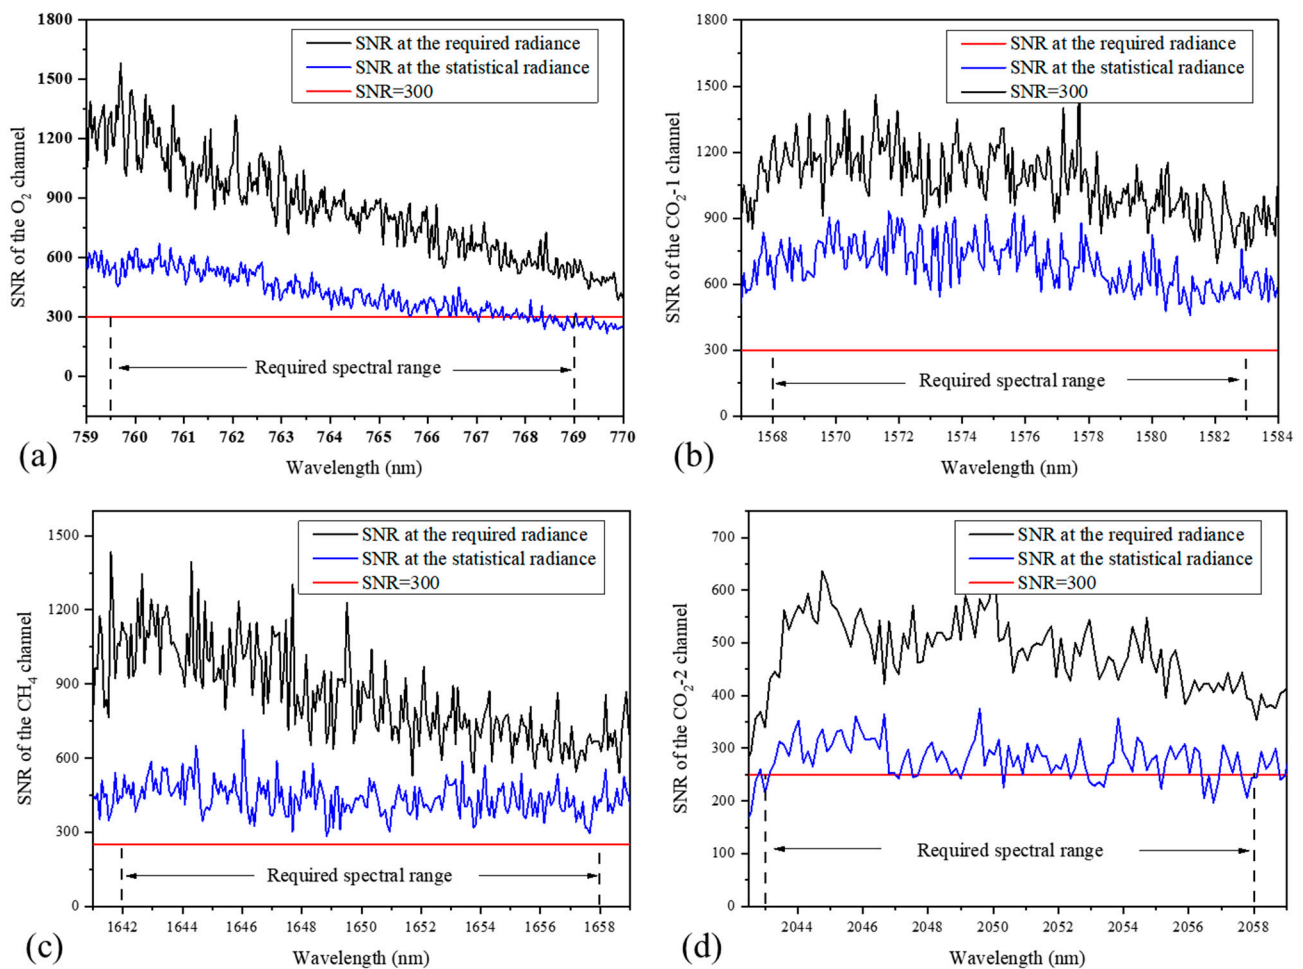 1800
1500
1200
900
600
300
0
SNR of the O₂ channel
SNR at the required radiance
SNR at the statistical radiance
SNR=300
Required spectral range
759 760 761 762 763 764 765 766 767 768 769 770
Wavelength (nm)
(a)
1800
1500
1200
900
600
300
0
SNR of the CO₂-1 channel
SNR at the required radiance
SNR at the statistical radiance
SNR=300
Required spectral range
1568 1570 1572 1574 1576 1578 1580 1582 1584
Wavelength (nm)
(b)
1500
1200
900
600
300
0
SNR of the CH₄ channel
SNR at the required radiance
SNR at the statistical radiance
SNR=300
Required spectral range
1642 1644 1646 1648 1650 1652 1654 1656 1658
Wavelength (nm)
(c)
700
600
500
400
300
200
100
0
SNR of the CO₂-2 channel
SNR at the required radiance
SNR at the statistical radiance
SNR=300
Required spectral range
2044 2046 2048 2050 2052 2054 2056 2058
Wavelength (nm)
(d)